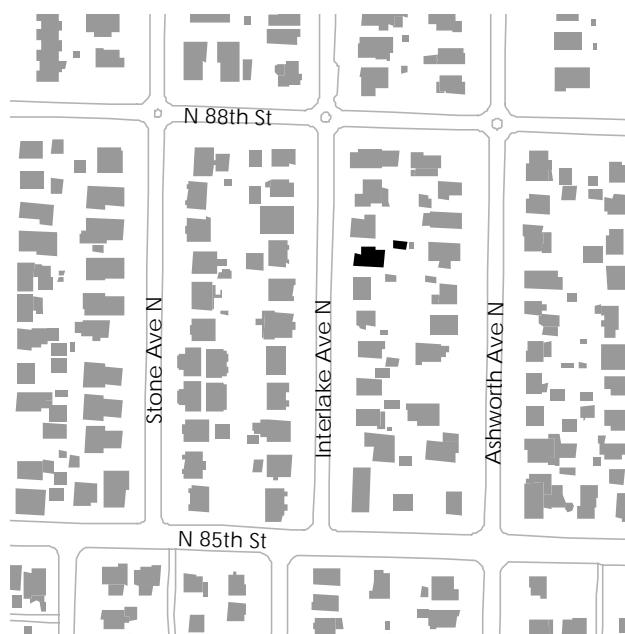 N 88th St
Stone Ave N
Interlake Ave N
Ashworth Ave N
N 85th St